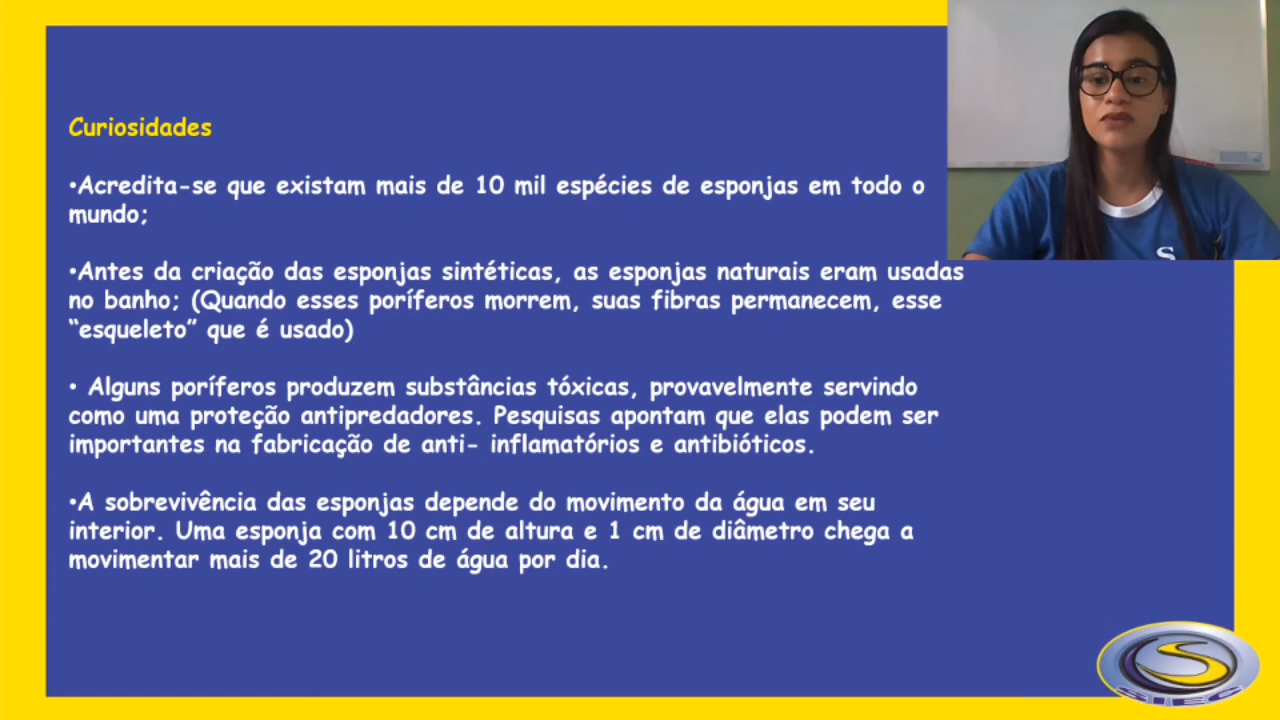 Curiosidades
•Acredita-se que existam mais de 10 mil espécies de esponjas em todo o
mundo;
•Antes da criação das esponjas sintéticas, as esponjas naturais eram usadas
no banho; (Quando esses poríferos morrem, suas fibras permanecem, esse
“esqueleto” que é usado)
• Alguns poríferos produzem substâncias tóxicas, provavelmente servindo
como uma proteção antipredadores. Pesquisas apontam que elas podem ser
importantes na fabricação de anti- inflamatórios e antibióticos.
•A sobrevivência das esponjas depende do movimento da água em seu
interior. Uma esponja com 10 cm de altura e 1 cm de diâmetro chega a
movimentar mais de 20 litros de água por dia.
S
SIEC